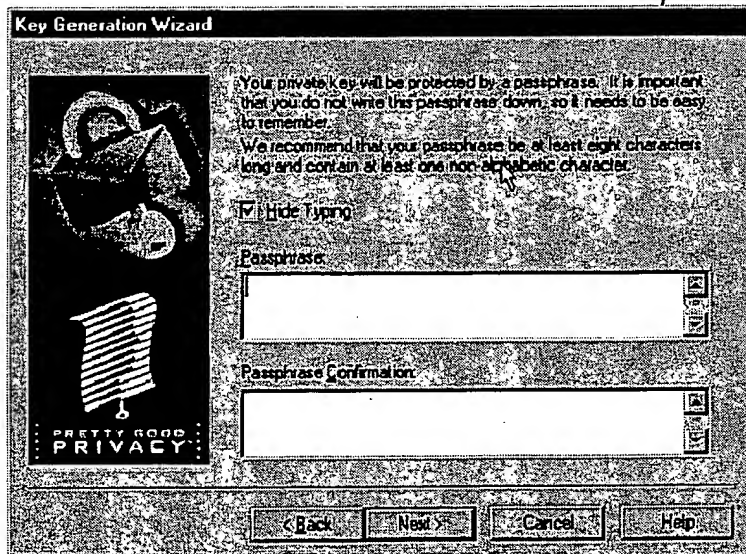 Key Generation Wizard
Your private key will be protected by a passphrase. It is important
that you do not write this passphrase down, so it needs to be easy
to remember.
We recommend that your passphrase be at least eight characters
long and contain at least one non-alphabetic character.
Hide Typing
Passphrase:
Passphrase Confirmation:
PRETTY GOOD
PRIVACY
< Back
Next >
Cancel
Help